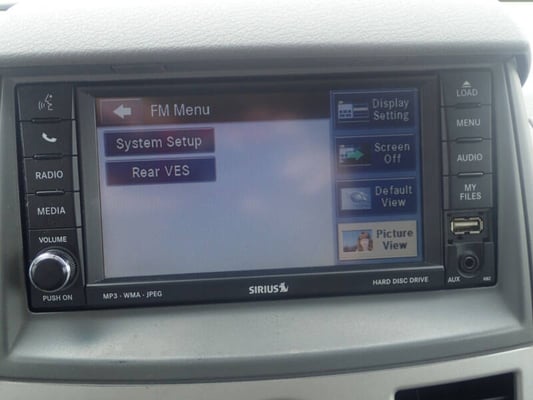 FM Menu
System Setup
Rear VES
Display
Setting
Screen
Off
Default
View
Picture
View
RADIO
MEDIA
VOLUME
PUSH ON
LOAD
MENU
AUDIO
MY
FILES
AUX
MP3 - WMA - JPEG
SIRIUS
HARD DISC DRIVE